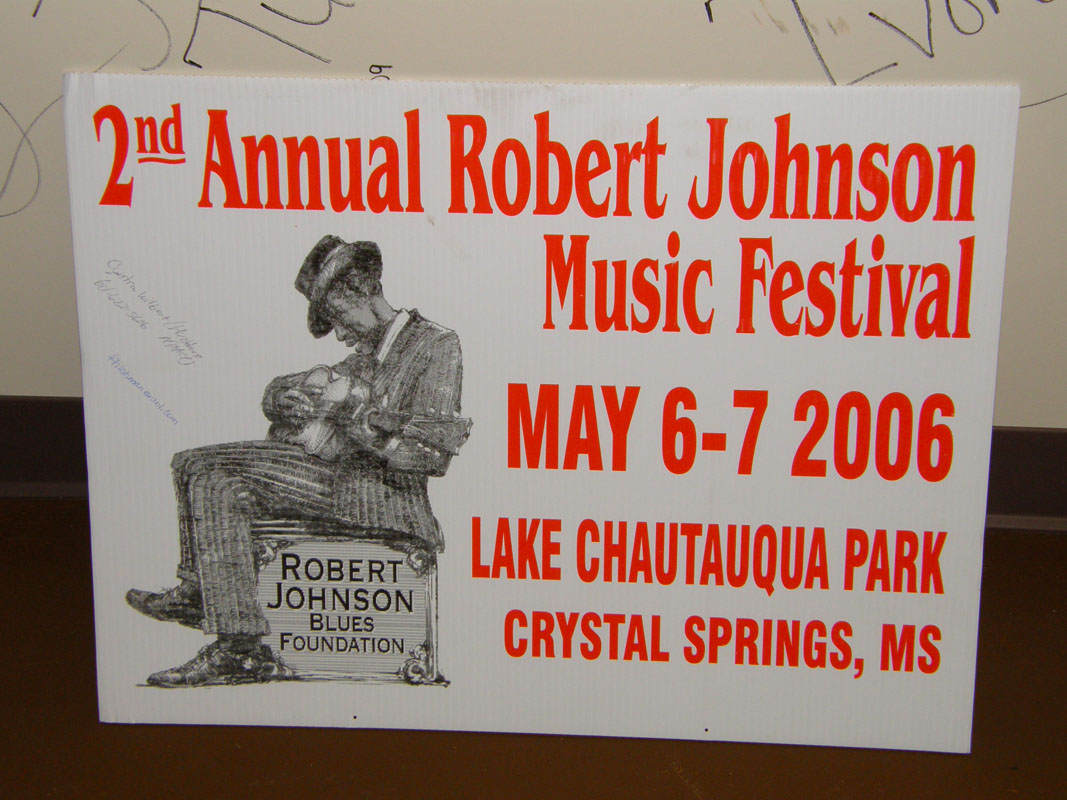 2nd Annual Robert Johnson
Music Festival
MAY 6-7 2006
LAKE CHAUTAUQUA PARK
CRYSTAL SPRINGS, MS
ROBERT
JOHNSON
BLUES
FOUNDATION